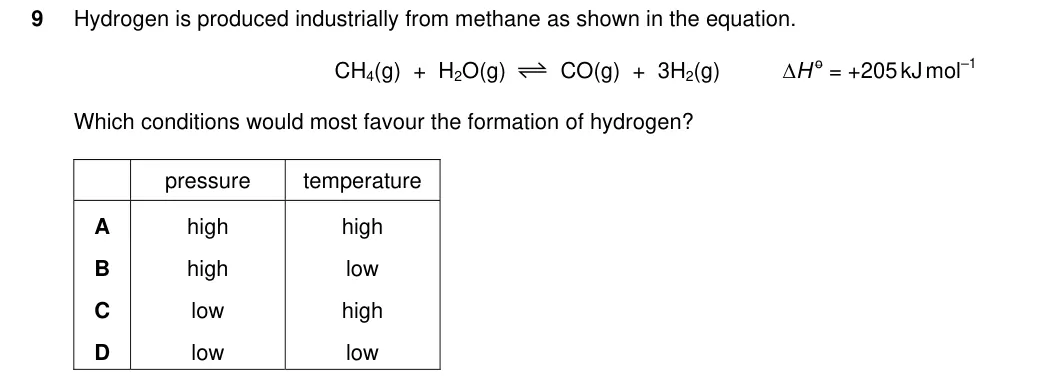 9 Hydrogen is produced industrially from methane as shown in the equation.
CH₄(g) + H₂O(g) ⇌ CO(g) + 3H₂(g) ΔH⦵ = +205 kJ mol⁻¹
Which conditions would most favour the formation of hydrogen?
pressure temperature
A high high
B high low
C low high
D low low